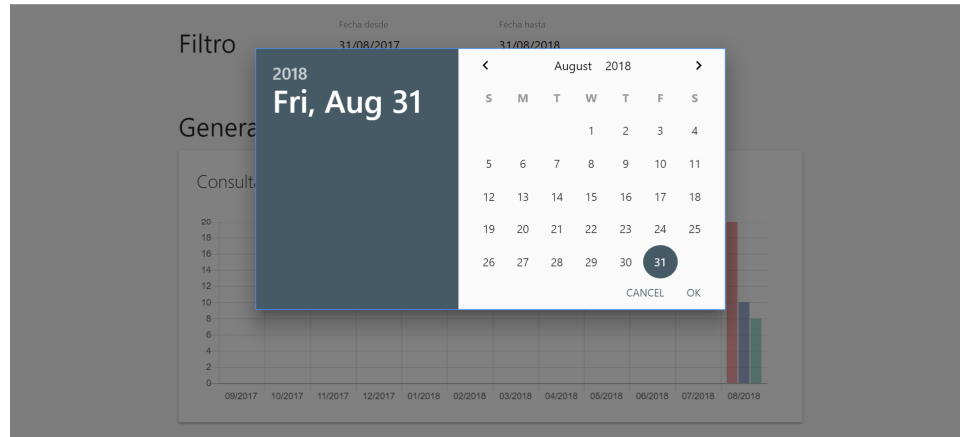 Fecha desde
Fecha hasta
Filtro
31/08/2017
31/08/2018
2018
Fri, Aug 31
August 2018
S M T W T F S
1 2 3 4
5 6 7 8 9 10 11
12 13 14 15 16 17 18
19 20 21 22 23 24 25
26 27 28 29 30 31
CANCEL OK
Genera
Consulta
20
18
16
14
12
10
8
6
4
2
0
09/2017 10/2017 11/2017 12/2017 01/2018 02/2018 03/2018 04/2018 05/2018 06/2018 07/2018 08/2018